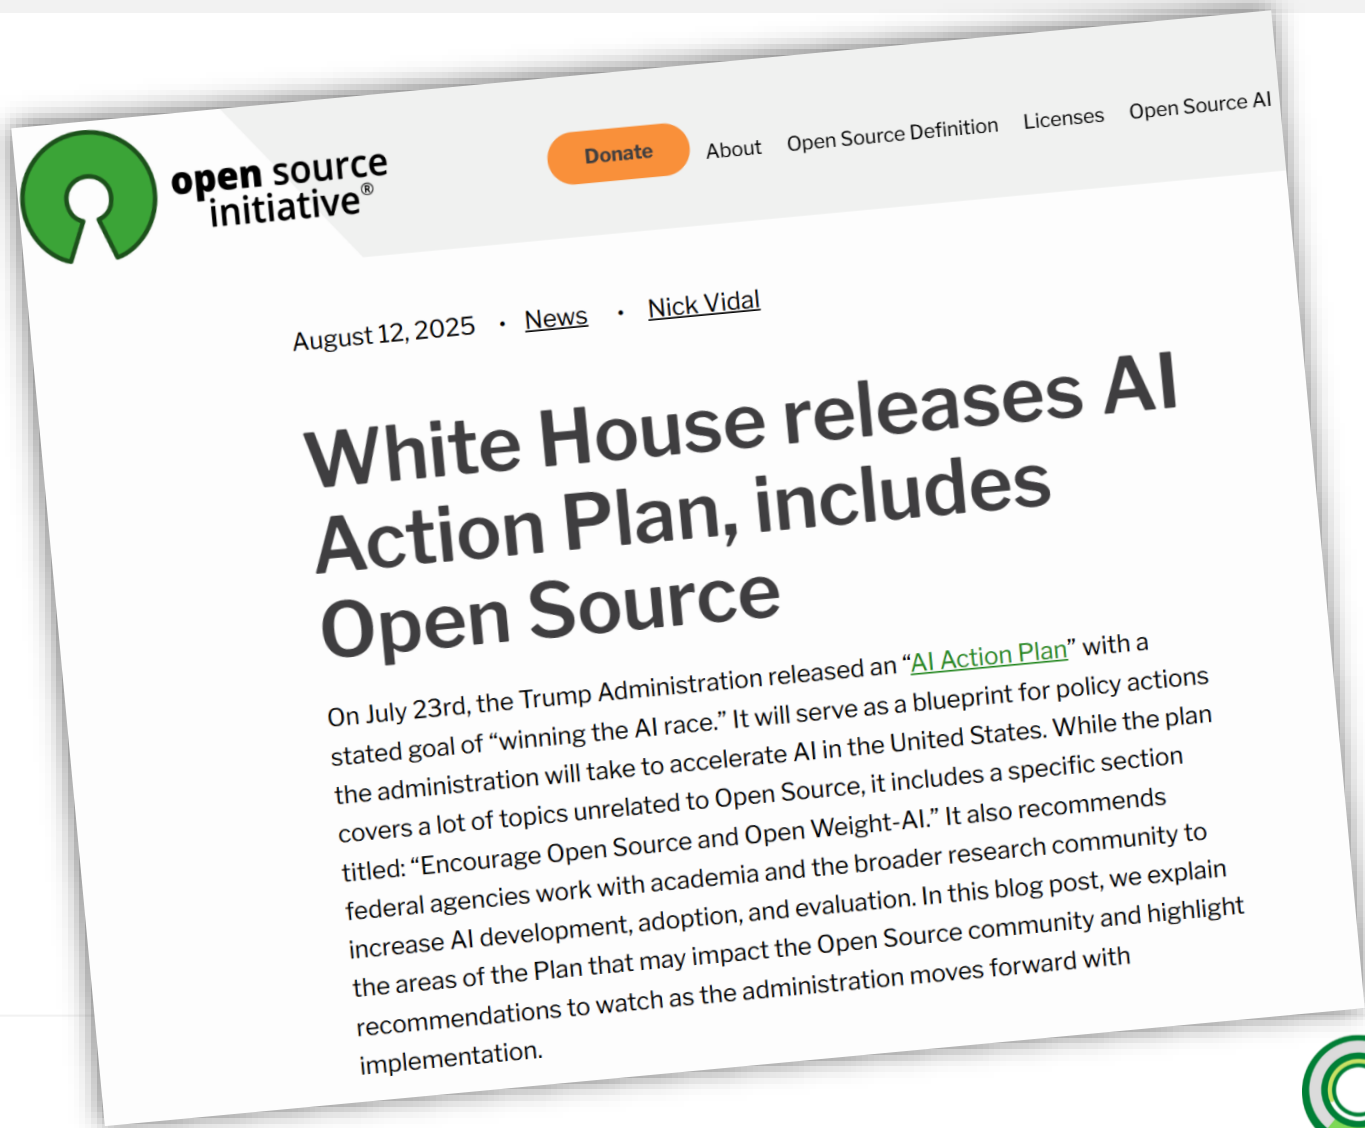 open source
initiative®
Donate About Open Source Definition Licenses Open Source AI
August 12, 2025 • News • Nick Vidal
White House releases AI
Action Plan, includes
Open Source
On July 23rd, the Trump Administration released an “AI Action Plan” with a
stated goal of “winning the AI race.” It will serve as a blueprint for policy actions
the administration will take to accelerate AI in the United States. While the plan
covers a lot of topics unrelated to Open Source, it includes a specific section
titled: “Encourage Open Source and Open Weight-AI.” It also recommends
federal agencies work with academia and the broader research community to
increase AI development, adoption, and evaluation. In this blog post, we explain
the areas of the Plan that may impact the Open Source community and highlight
recommendations to watch as the administration moves forward with
implementation.